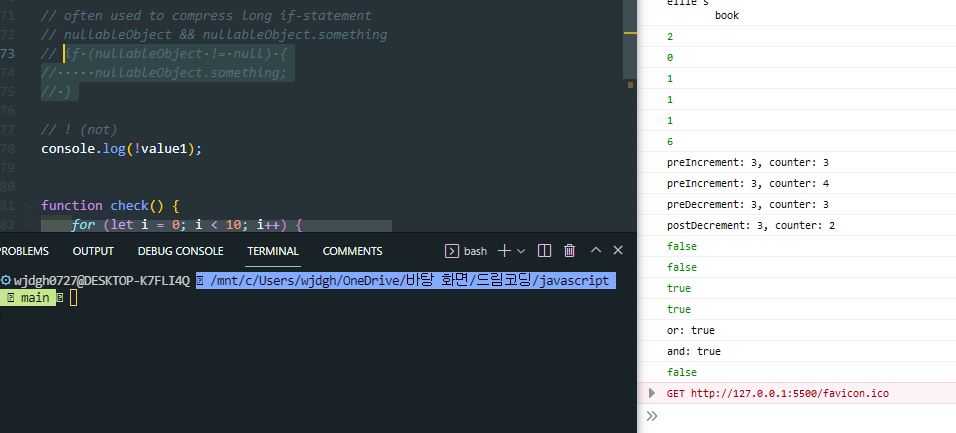 71 // often used to compress long if-statement
72 // nullableObject && nullableObject.something
73 // if·(nullableObject·!=·null)·{
74 //·····nullableObject.something;
75 //·}
76
77 // ! (not)
78 console.log(!value1);
79
80
81 function check() {
82 for (let i = 0; i < 10; i++) {
PROBLEMS OUTPUT DEBUG CONSOLE TERMINAL COMMENTS bash
wjdgh0727@DESKTOP-K7FLI4Q /mnt/c/Users/wjdgh/OneDrive/바탕 화면/드림코딩/javascript
main
ellie's
book
2
0
1
1
1
6
preIncrement: 3, counter: 3
preIncrement: 3, counter: 4
preDecrement: 3, counter: 3
postDecrement: 3, counter: 2
false
false
true
true
or: true
and: true
false
GET http://127.0.0.1:5500/favicon.ico